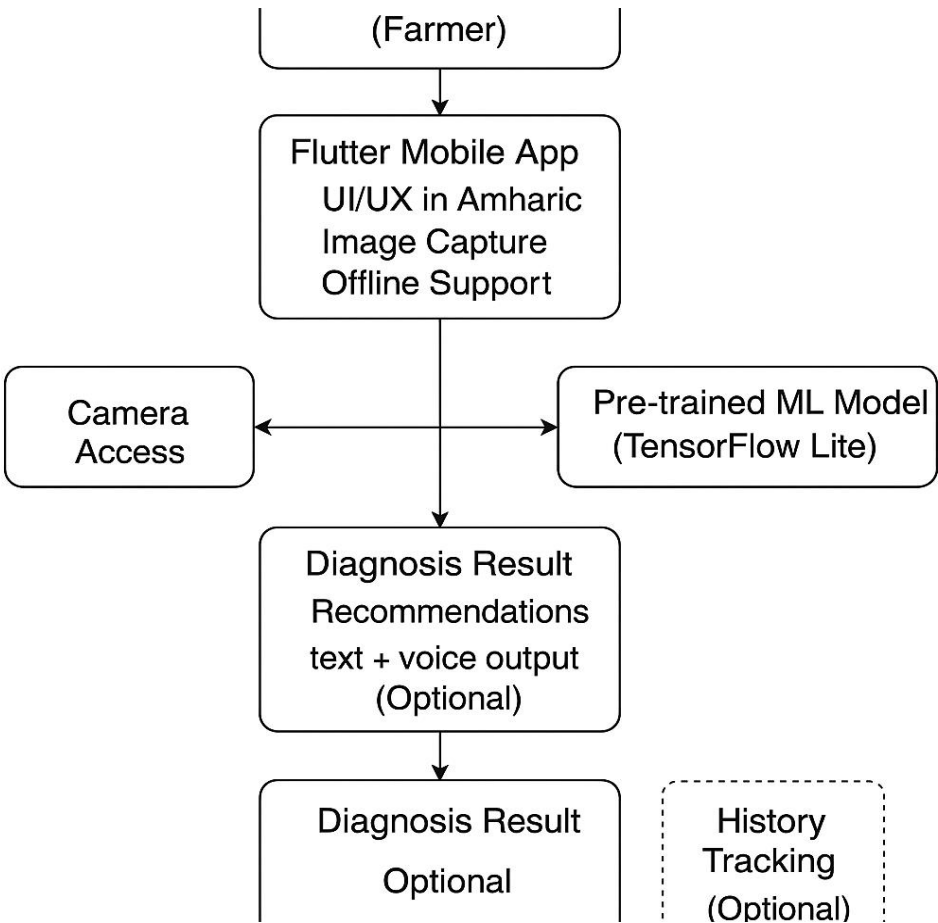 (Farmer)
Flutter Mobile App
UI/UX in Amharic
Image Capture
Offline Support
Camera
Access
Pre-trained ML Model
(TensorFlow Lite)
Diagnosis Result
Recommendations
text + voice output
(Optional)
Diagnosis Result
Optional
History
Tracking
(Optional)